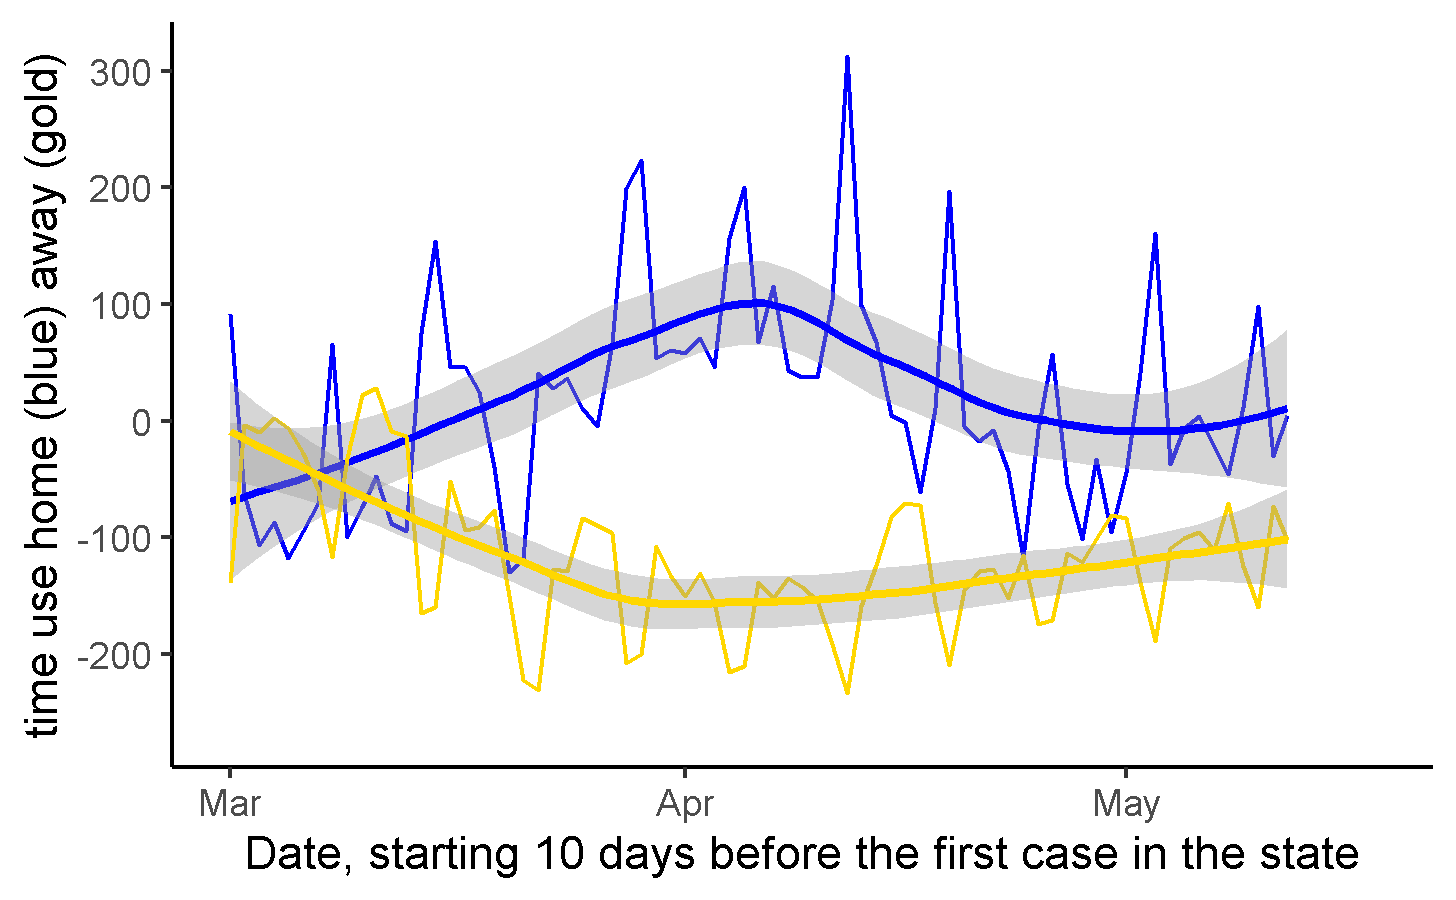 time use home (blue) away (gold)
300
200
100
0
-100
-200
Mar
Apr
May
Date, starting 10 days before the first case in the state